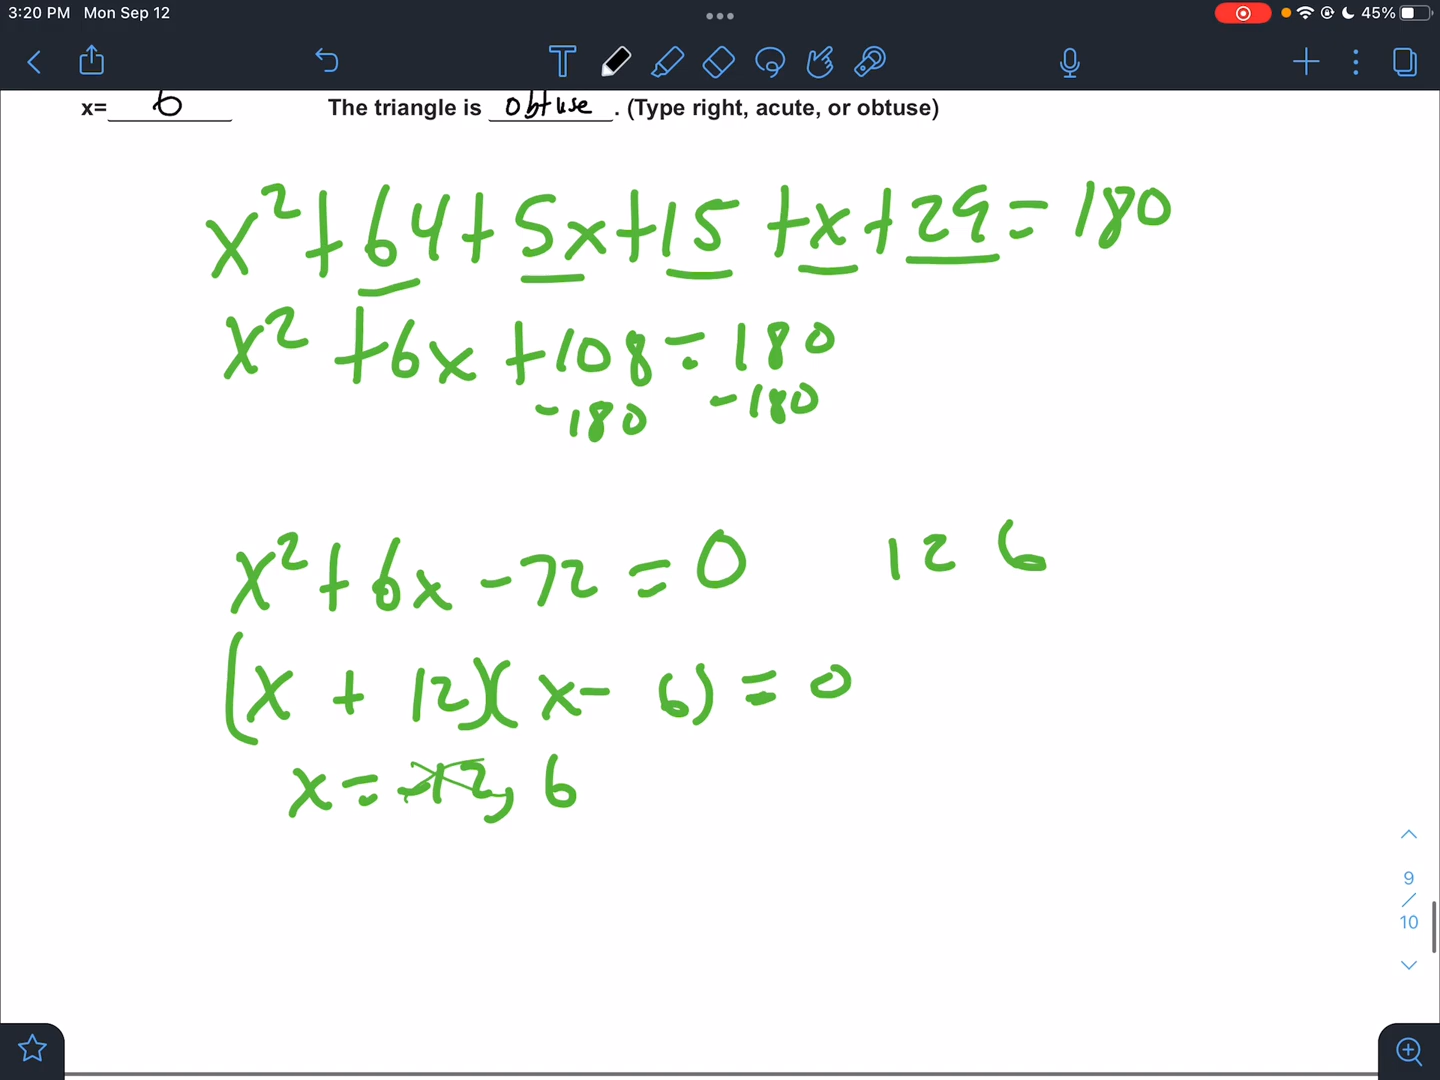 3:20 PM Mon Sep 12
45%
x= 6 The triangle is obtuse. (Type right, acute, or obtuse)
x² + 64 + 5x + 15 + x + 29 = 180
x² + 6x + 108 = 180
-180 -180
x² + 6x - 72 = 0 12 6
(x + 12)(x - 6) = 0
x = -12, 6
9
/
10